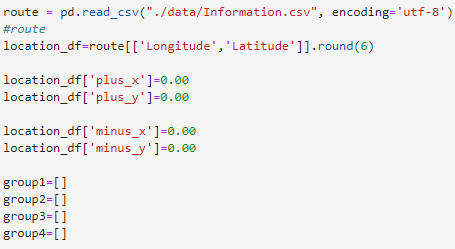 route = pd.read_csv("./data/Information.csv", encoding='utf-8')
#route
location_df=route[['Longitude','Latitude']].round(6)
location_df['plus_x']=0.00
location_df['plus_y']=0.00
location_df['minus_x']=0.00
location_df['minus_y']=0.00
group1=[]
group2=[]
group3=[]
group4=[]